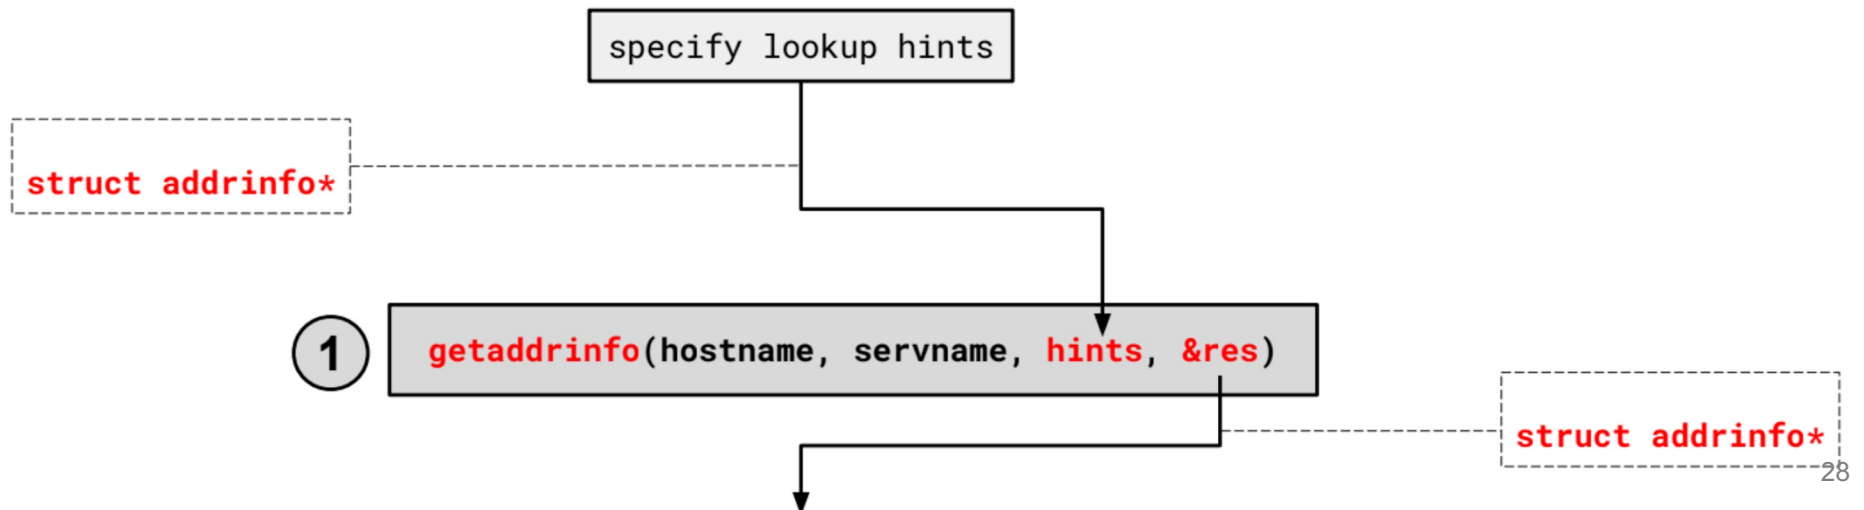 specify lookup hints
struct addrinfo*
1
getaddrinfo(hostname, servname, hints, &res)
struct addrinfo*
28